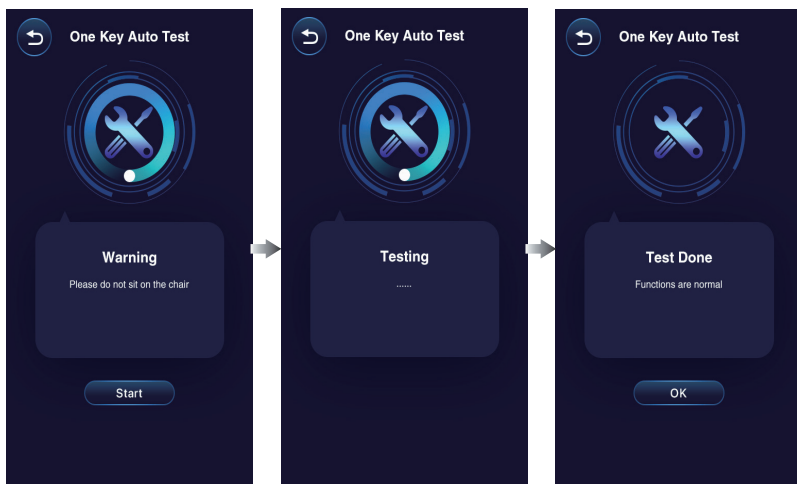 One Key Auto Test
Warning
Please do not sit on the chair
Start
One Key Auto Test
Testing
......
One Key Auto Test
Test Done
Functions are normal
OK